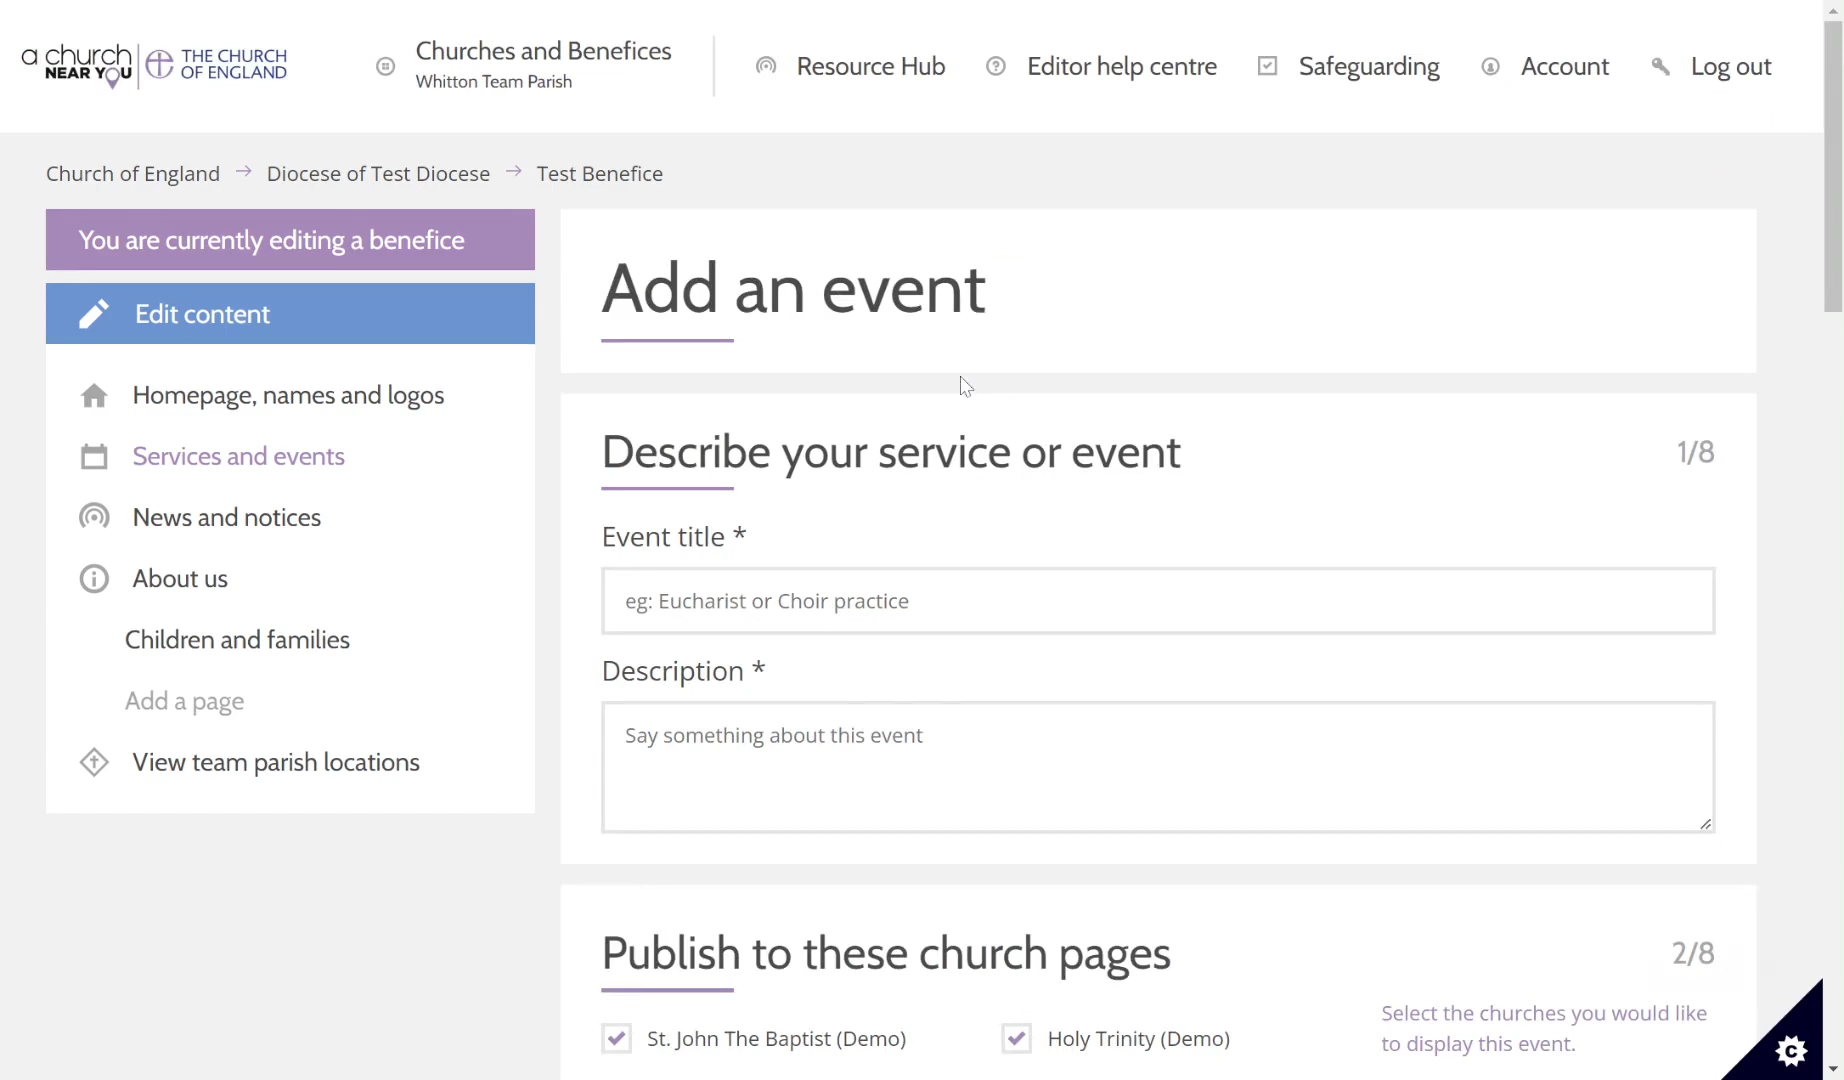 a church
NEAR YOU
THE CHURCH
OF ENGLAND
Churches and Benefices
Whitton Team Parish
Resource Hub
Editor help centre
Safeguarding
Account
Log out
Church of England
Diocese of Test Diocese
Test Benefice
You are currently editing a benefice
Edit content
Homepage, names and logos
Services and events
News and notices
About us
Children and families
Add a page
View team parish locations
Add an event
Describe your service or event
1/8
Event title *
eg: Eucharist or Choir practice
Description *
Say something about this event
Publish to these church pages
2/8
St. John The Baptist (Demo)
Holy Trinity (Demo)
Select the churches you would like
to display this event.
C